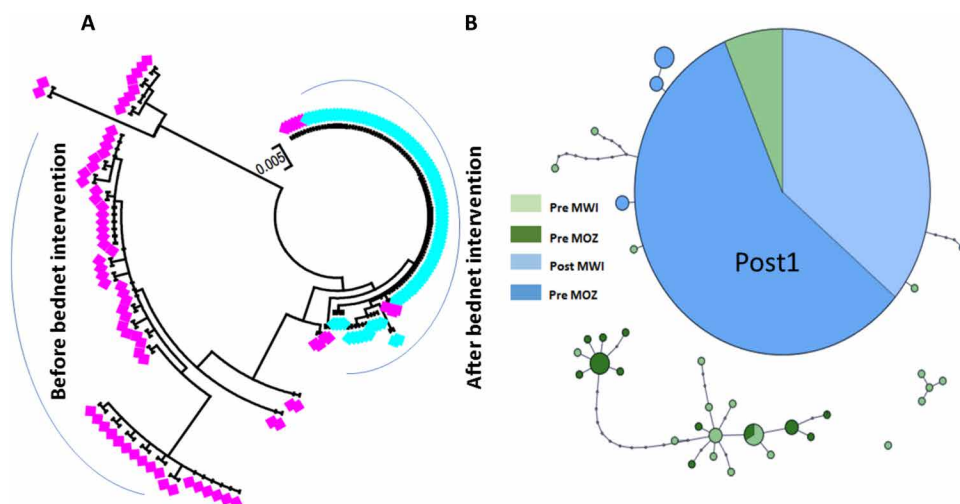 A
B
Before bednet intervention
0.005
After bednet intervention
Pre MWI
Pre MOZ
Post MWI
Pre MOZ
Post1